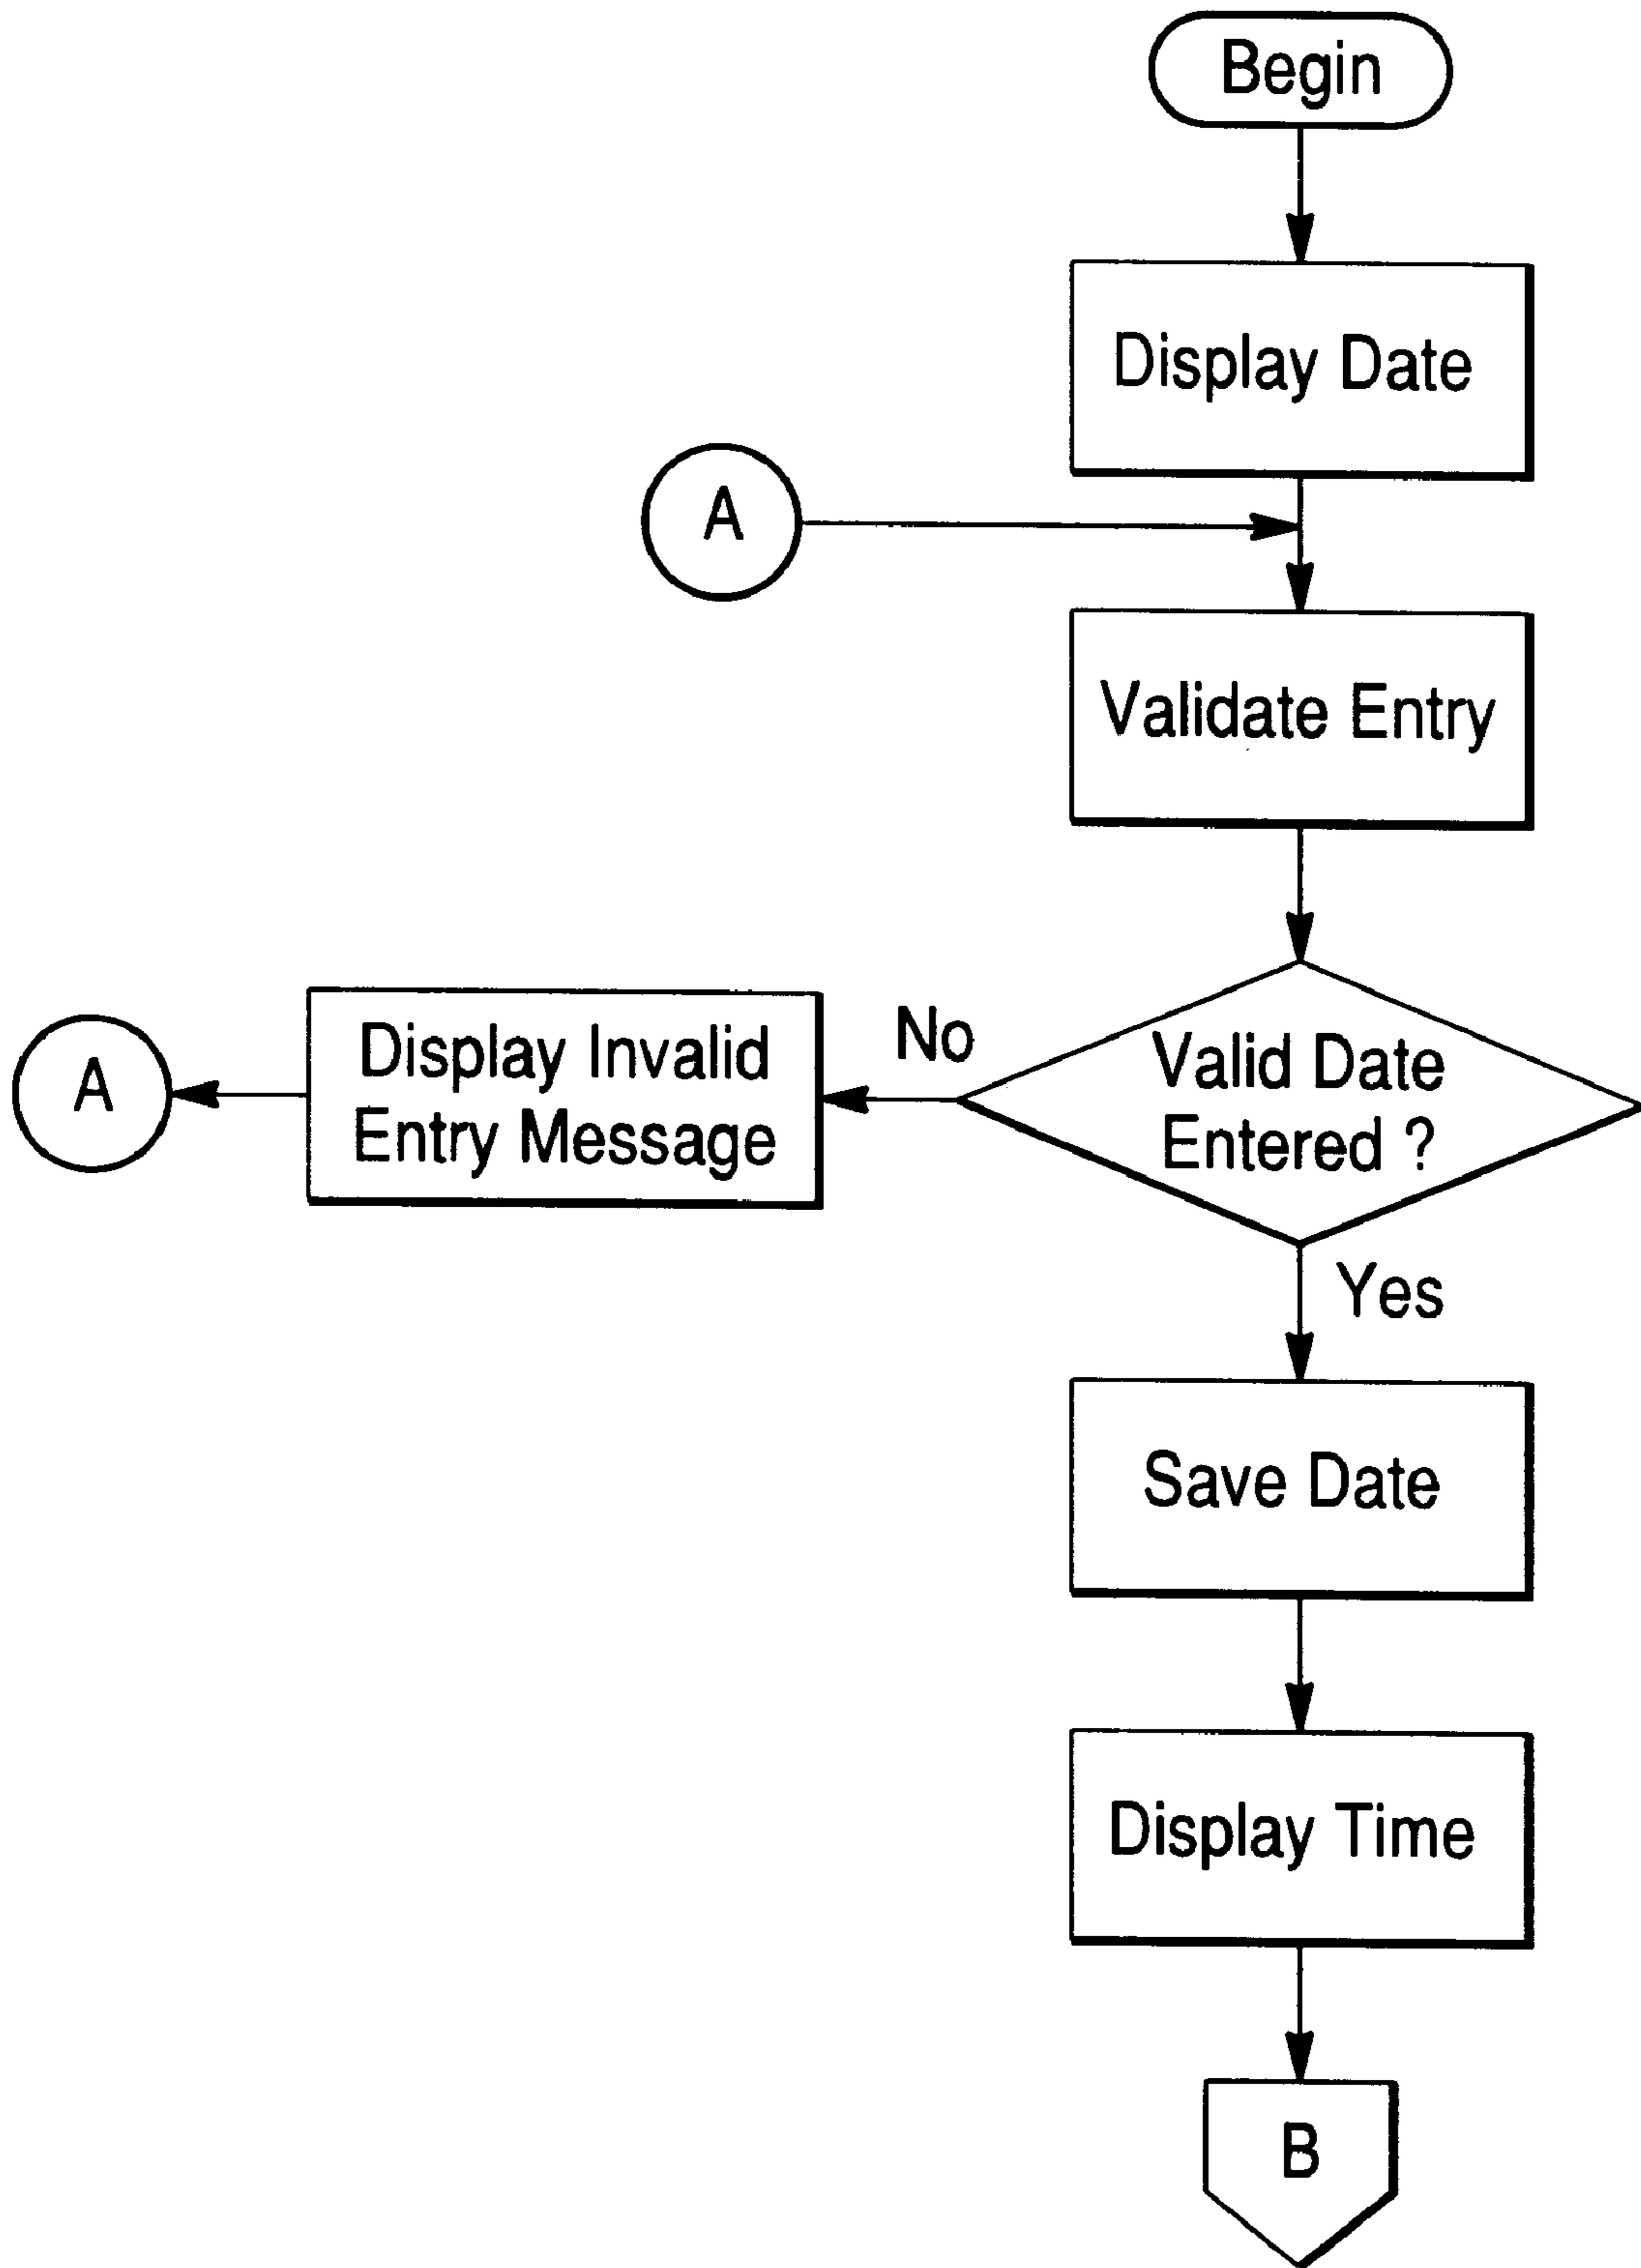 Begin
Display Date
A
Validate Entry
A
Display Invalid
Entry Message
No
Valid Date
Entered ?
Yes
Save Date
Display Time
B